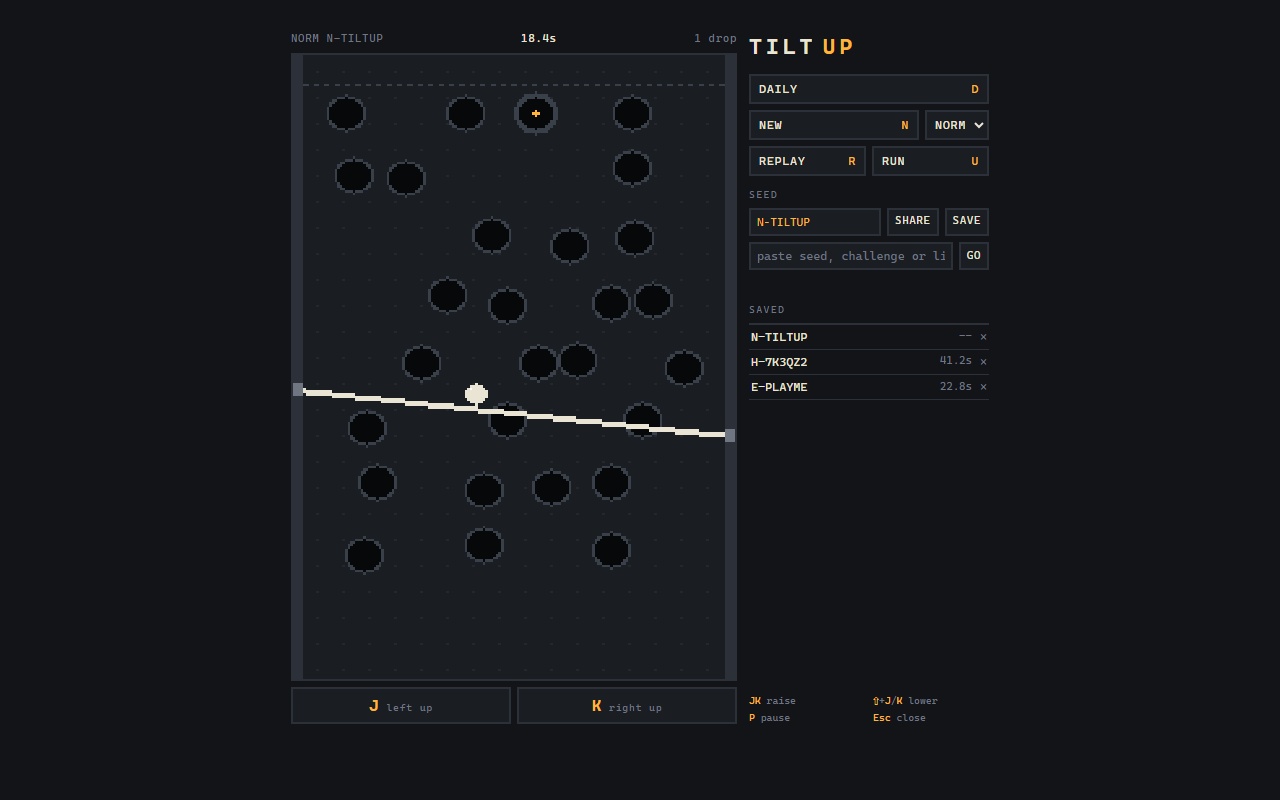 NORM N-TILTUP 18.4s 1 drop
J left up K right up
TILT UP
DAILY D
NEW N NORM
REPLAY R RUN U
SEED
N-TILTUP SHARE SAVE
paste seed, challenge or li GO
SAVED
N-TILTUP —— ×
H-7K3QZ2 41.2s ×
E-PLAYME 22.8s ×
JK raise ⇧+J/K lower
P pause Esc close